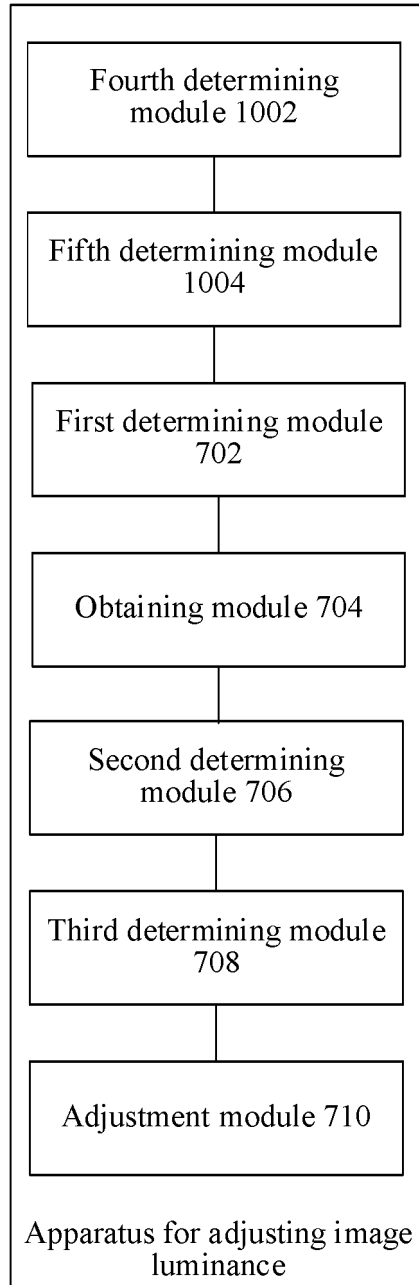 Fourth determining
module 1002
Fifth determining module
1004
First determining module
702
Obtaining module 704
Second determining
module 706
Third determining module
708
Adjustment module 710
Apparatus for adjusting image
luminance